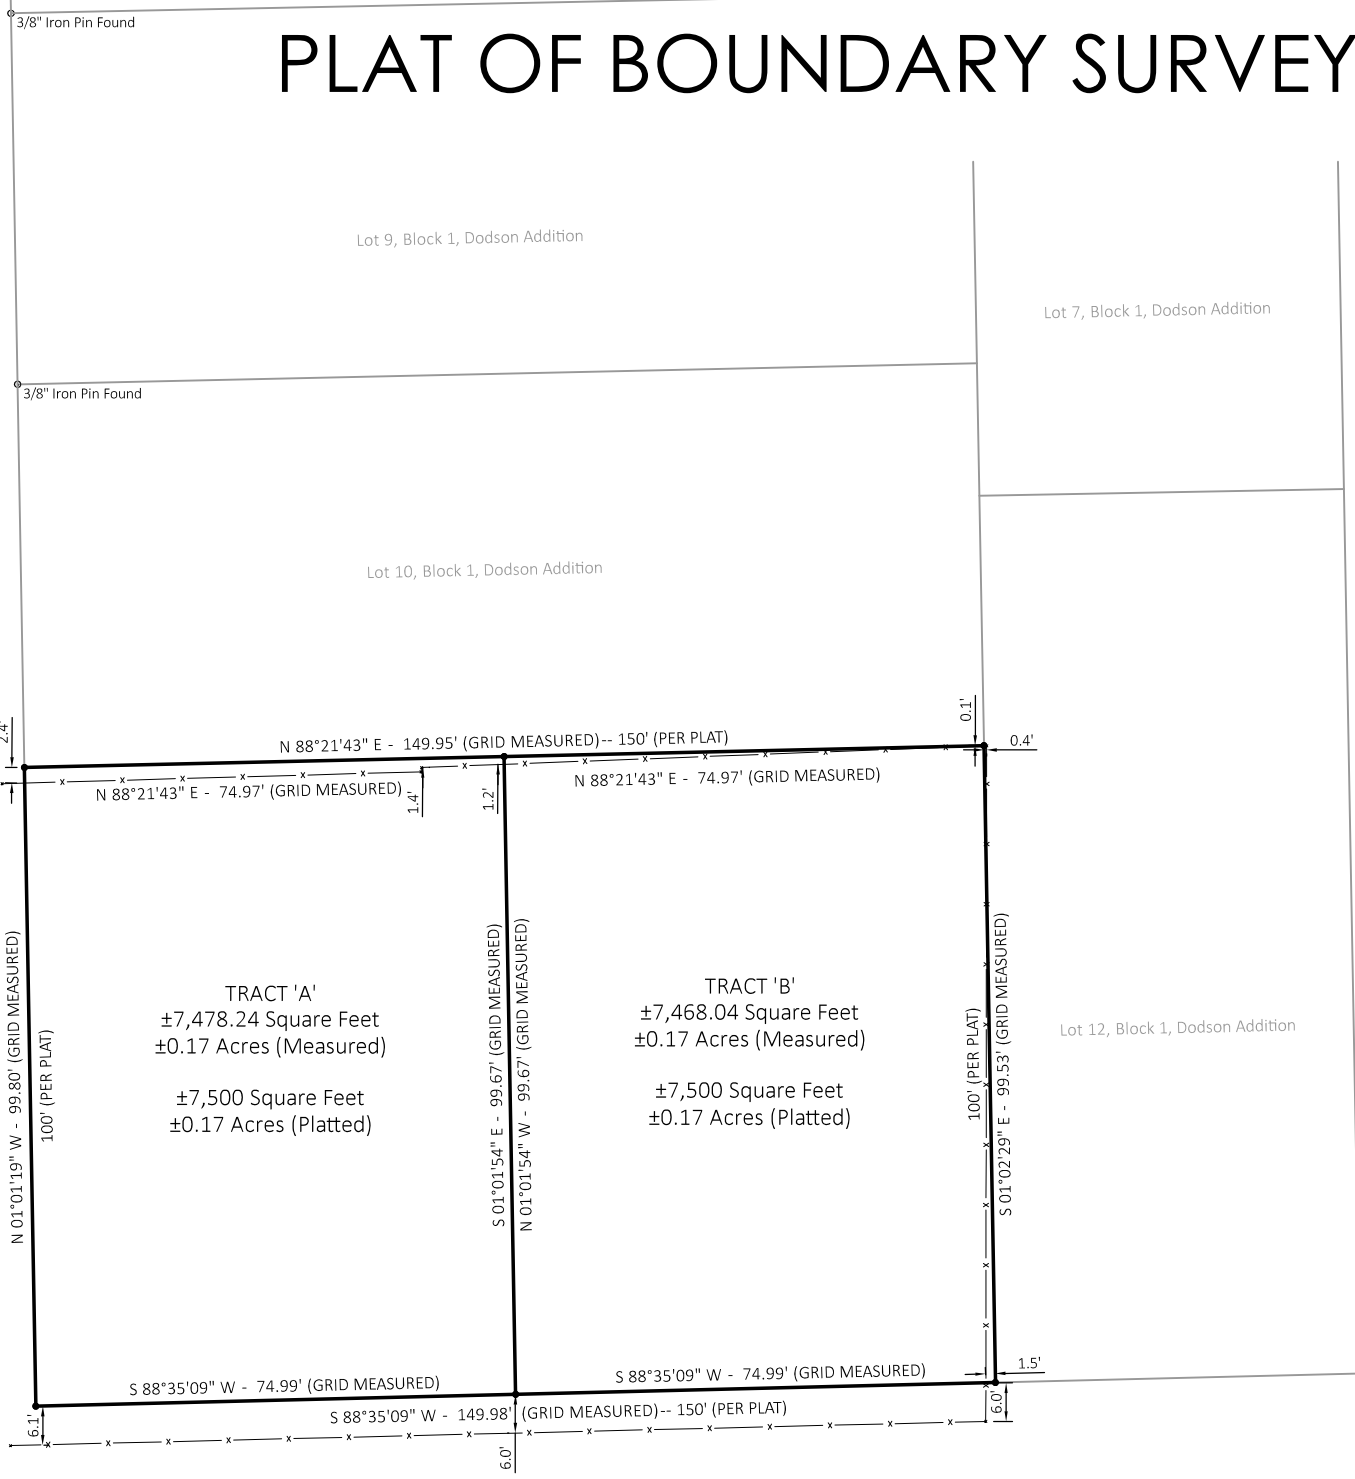 3/8" Iron Pin Found
PLAT OF BOUNDARY SURVEY
Lot 9, Block 1, Dodson Addition
Lot 7, Block 1, Dodson Addition
3/8" Iron Pin Found
Lot 10, Block 1, Dodson Addition
2.4'
0.1'
N 88°21'43" E - 149.95' (GRID MEASURED)-- 150' (PER PLAT)
0.4'
N 88°21'43" E - 74.97' (GRID MEASURED)
1.4'
1.2'
N 88°21'43" E - 74.97' (GRID MEASURED)
N 01°01'19" W - 99.80' (GRID MEASURED)
100' (PER PLAT)
TRACT 'A'
±7,478.24 Square Feet
±0.17 Acres (Measured)
±7,500 Square Feet
±0.17 Acres (Platted)
S 01°01'54" E - 99.67' (GRID MEASURED)
N 01°01'54" W - 99.67' (GRID MEASURED)
TRACT 'B'
±7,468.04 Square Feet
±0.17 Acres (Measured)
±7,500 Square Feet
±0.17 Acres (Platted)
100' (PER PLAT)
S 01°02'29" E - 99.53' (GRID MEASURED)
Lot 12, Block 1, Dodson Addition
S 88°35'09" W - 74.99' (GRID MEASURED)
S 88°35'09" W - 74.99' (GRID MEASURED)
1.5'
6.1'
S 88°35'09" W - 149.98' (GRID MEASURED)-- 150' (PER PLAT)
6.0'
6.0'